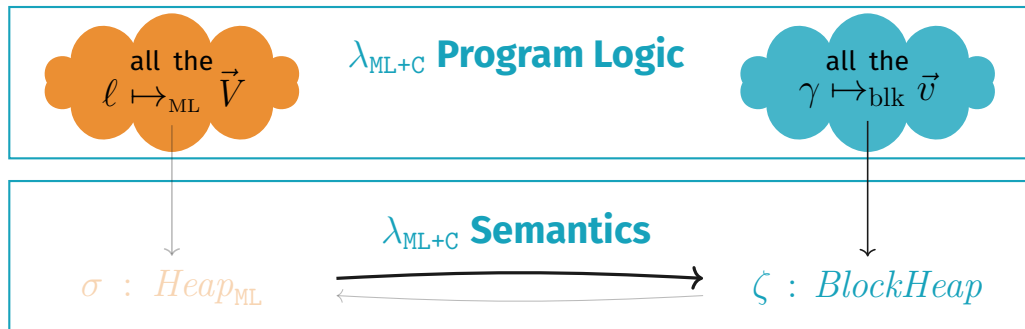 all the
ℓ ↦ML V⃗
λML+C Program Logic
all the
γ ↦blk v⃗
λML+C Semantics
σ : HeapML
ζ : BlockHeap